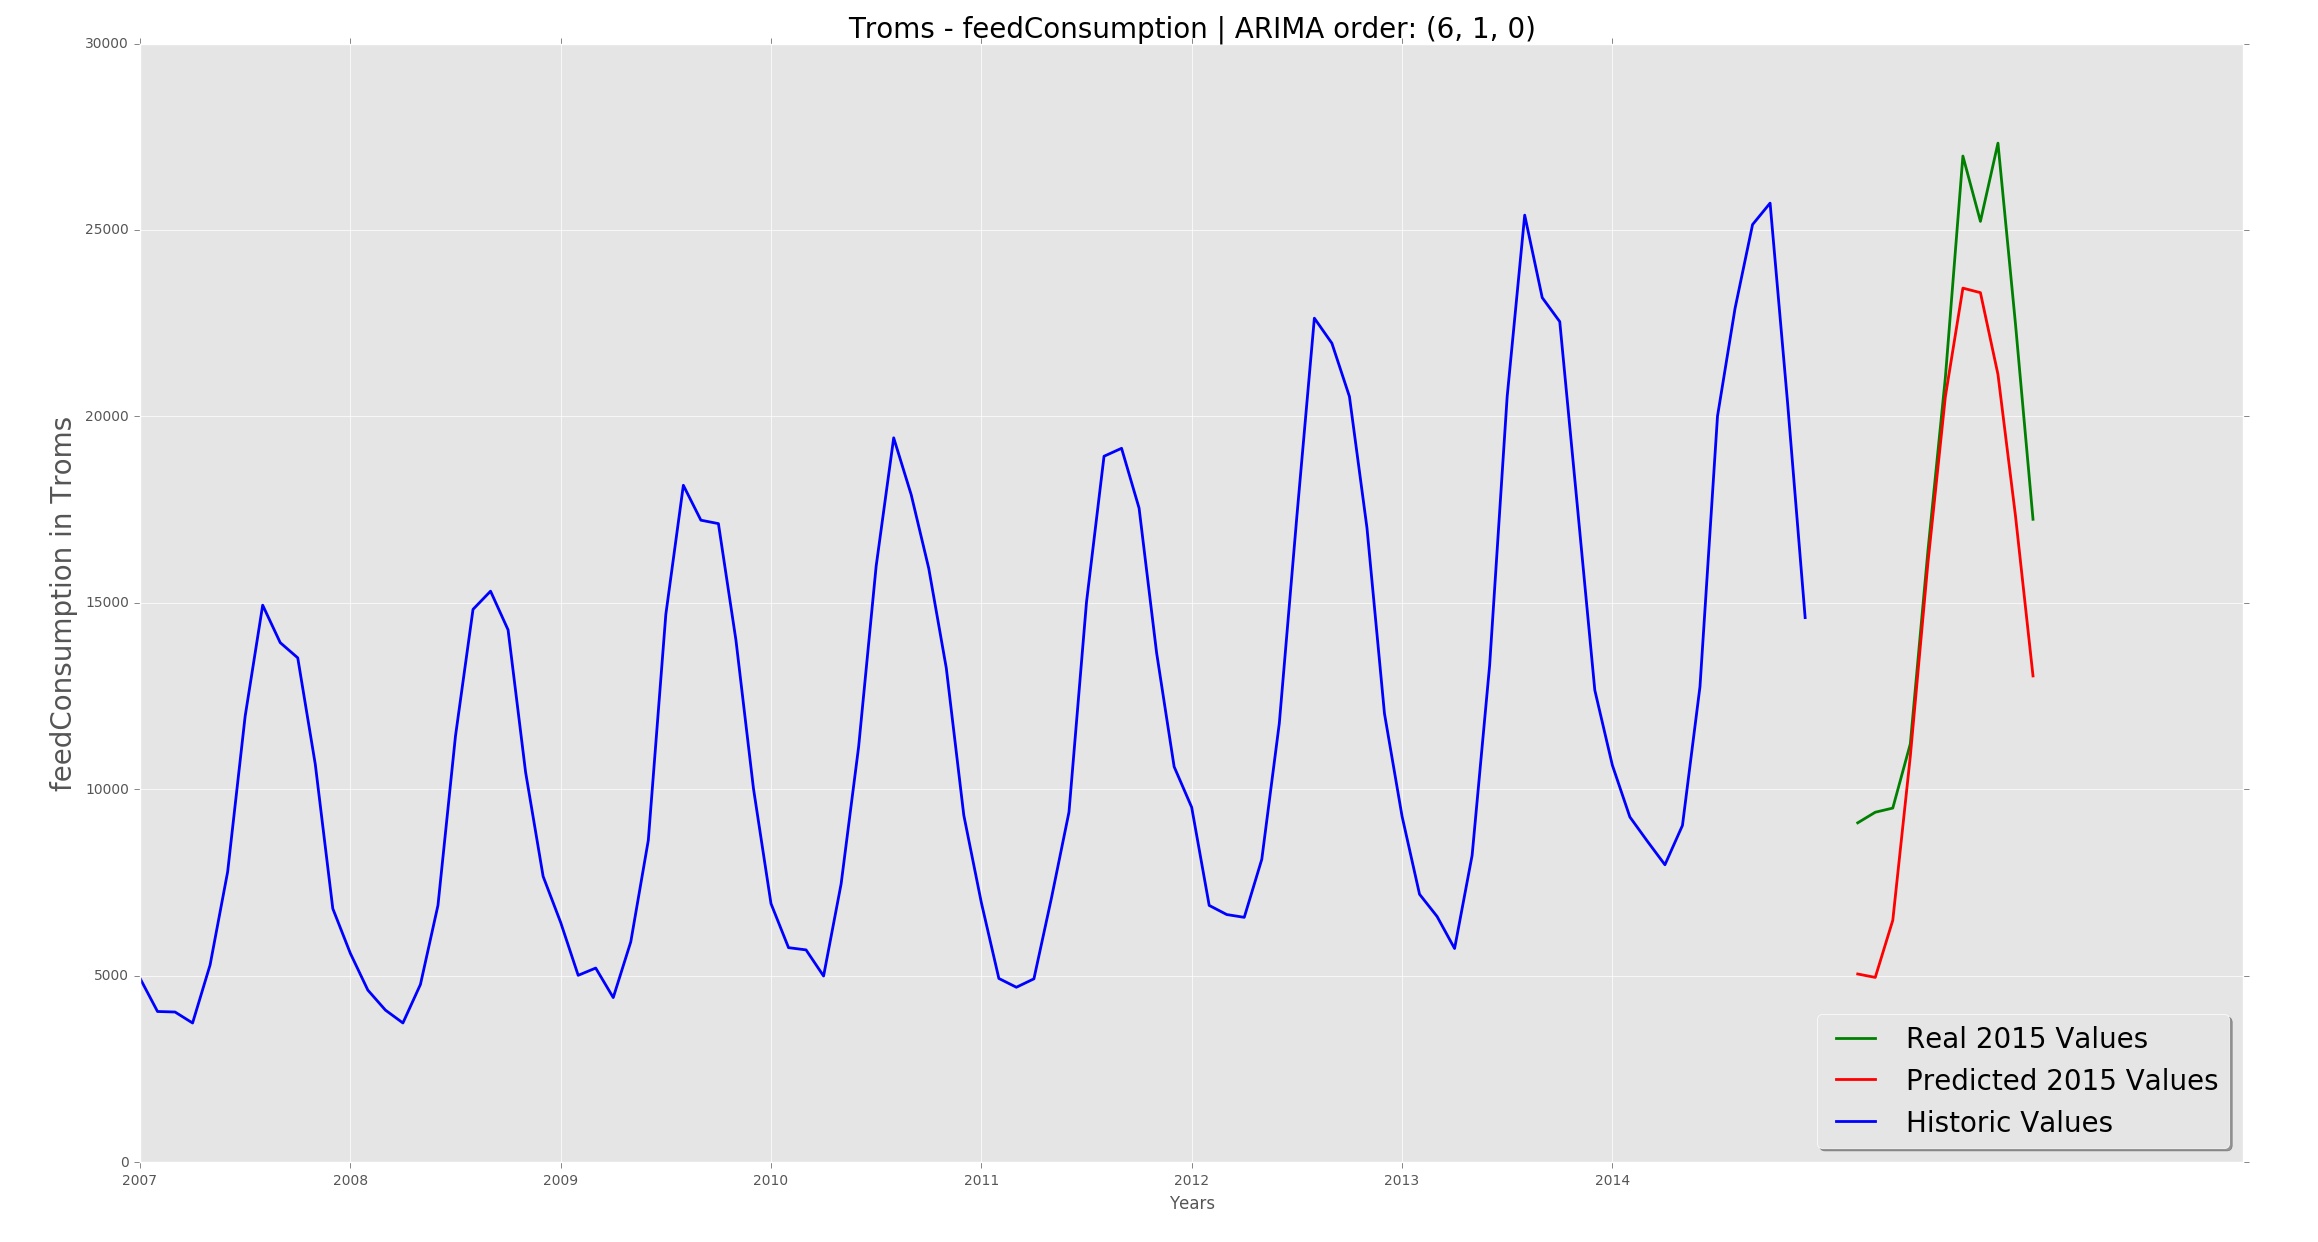 Troms - feedConsumption | ARIMA order: (6, 1, 0)
30000
25000
20000
15000
10000
5000
0
feedConsumption in Troms
2007 2008 2009 2010 2011 2012 2013 2014
Years
Real 2015 Values
Predicted 2015 Values
Historic Values